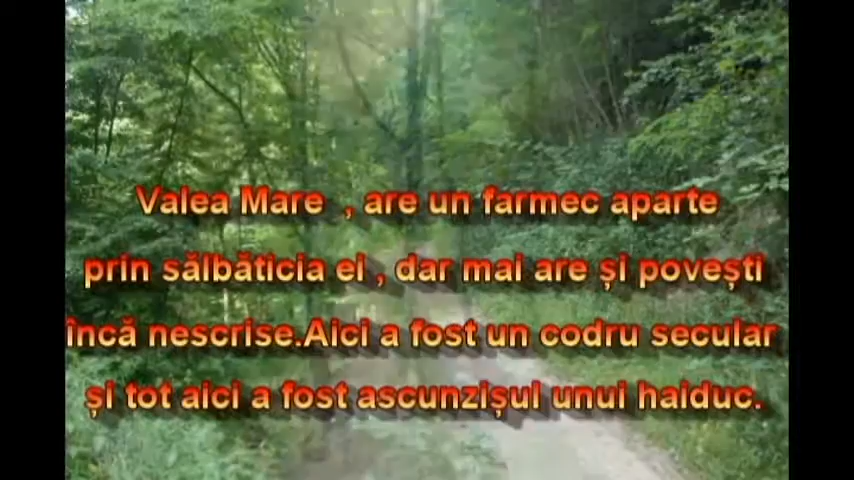 Valea Mare , are un farmec aparte
prin sălbăticia ei , dar mai are și povești
încă nescrise.Aici a fost un codru secular
și tot aici a fost ascunzișul unui haiduc.